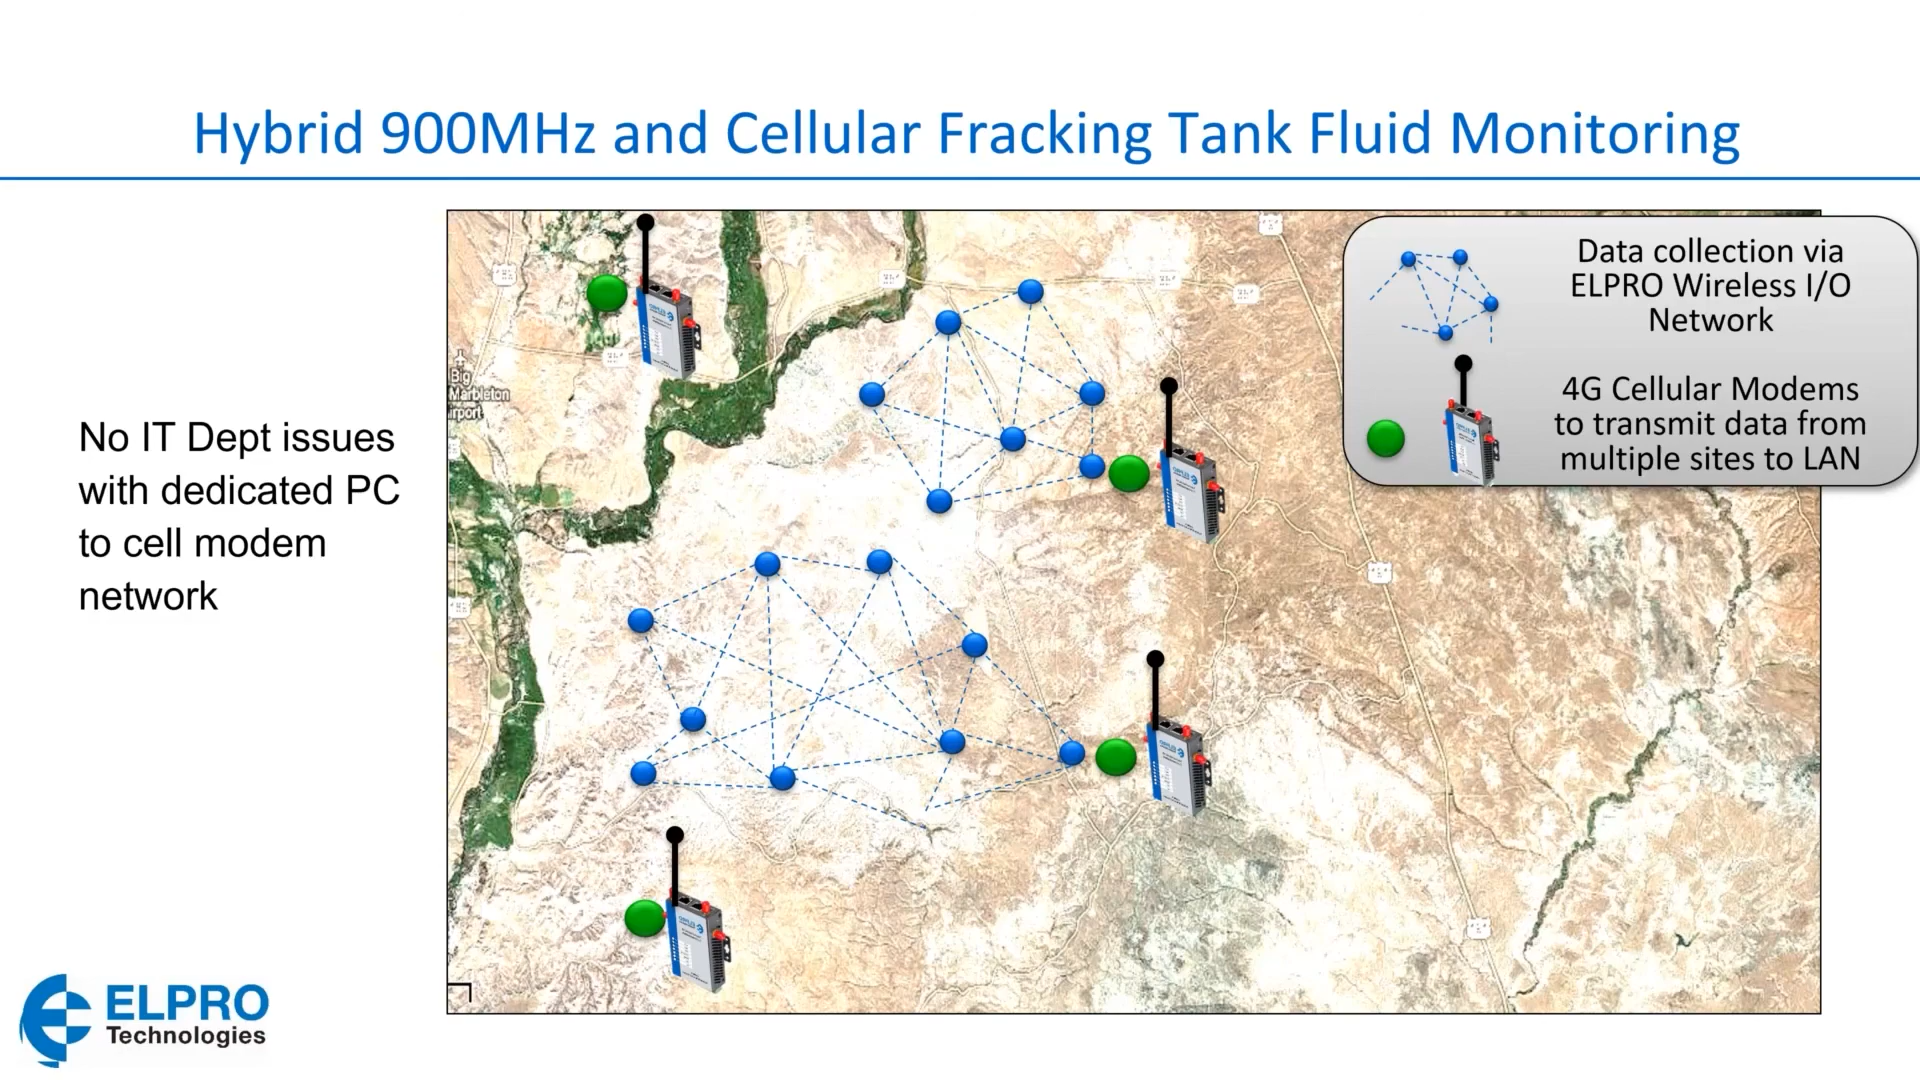 Hybrid 900MHz and Cellular Fracking Tank Fluid Monitoring
No IT Dept issues
with dedicated PC
to cell modem
network
Big
Marbleton
irport
Data collection via
ELPRO Wireless I/O
Network
4G Cellular Modems
to transmit data from
multiple sites to LAN
ELPRO
Technologies